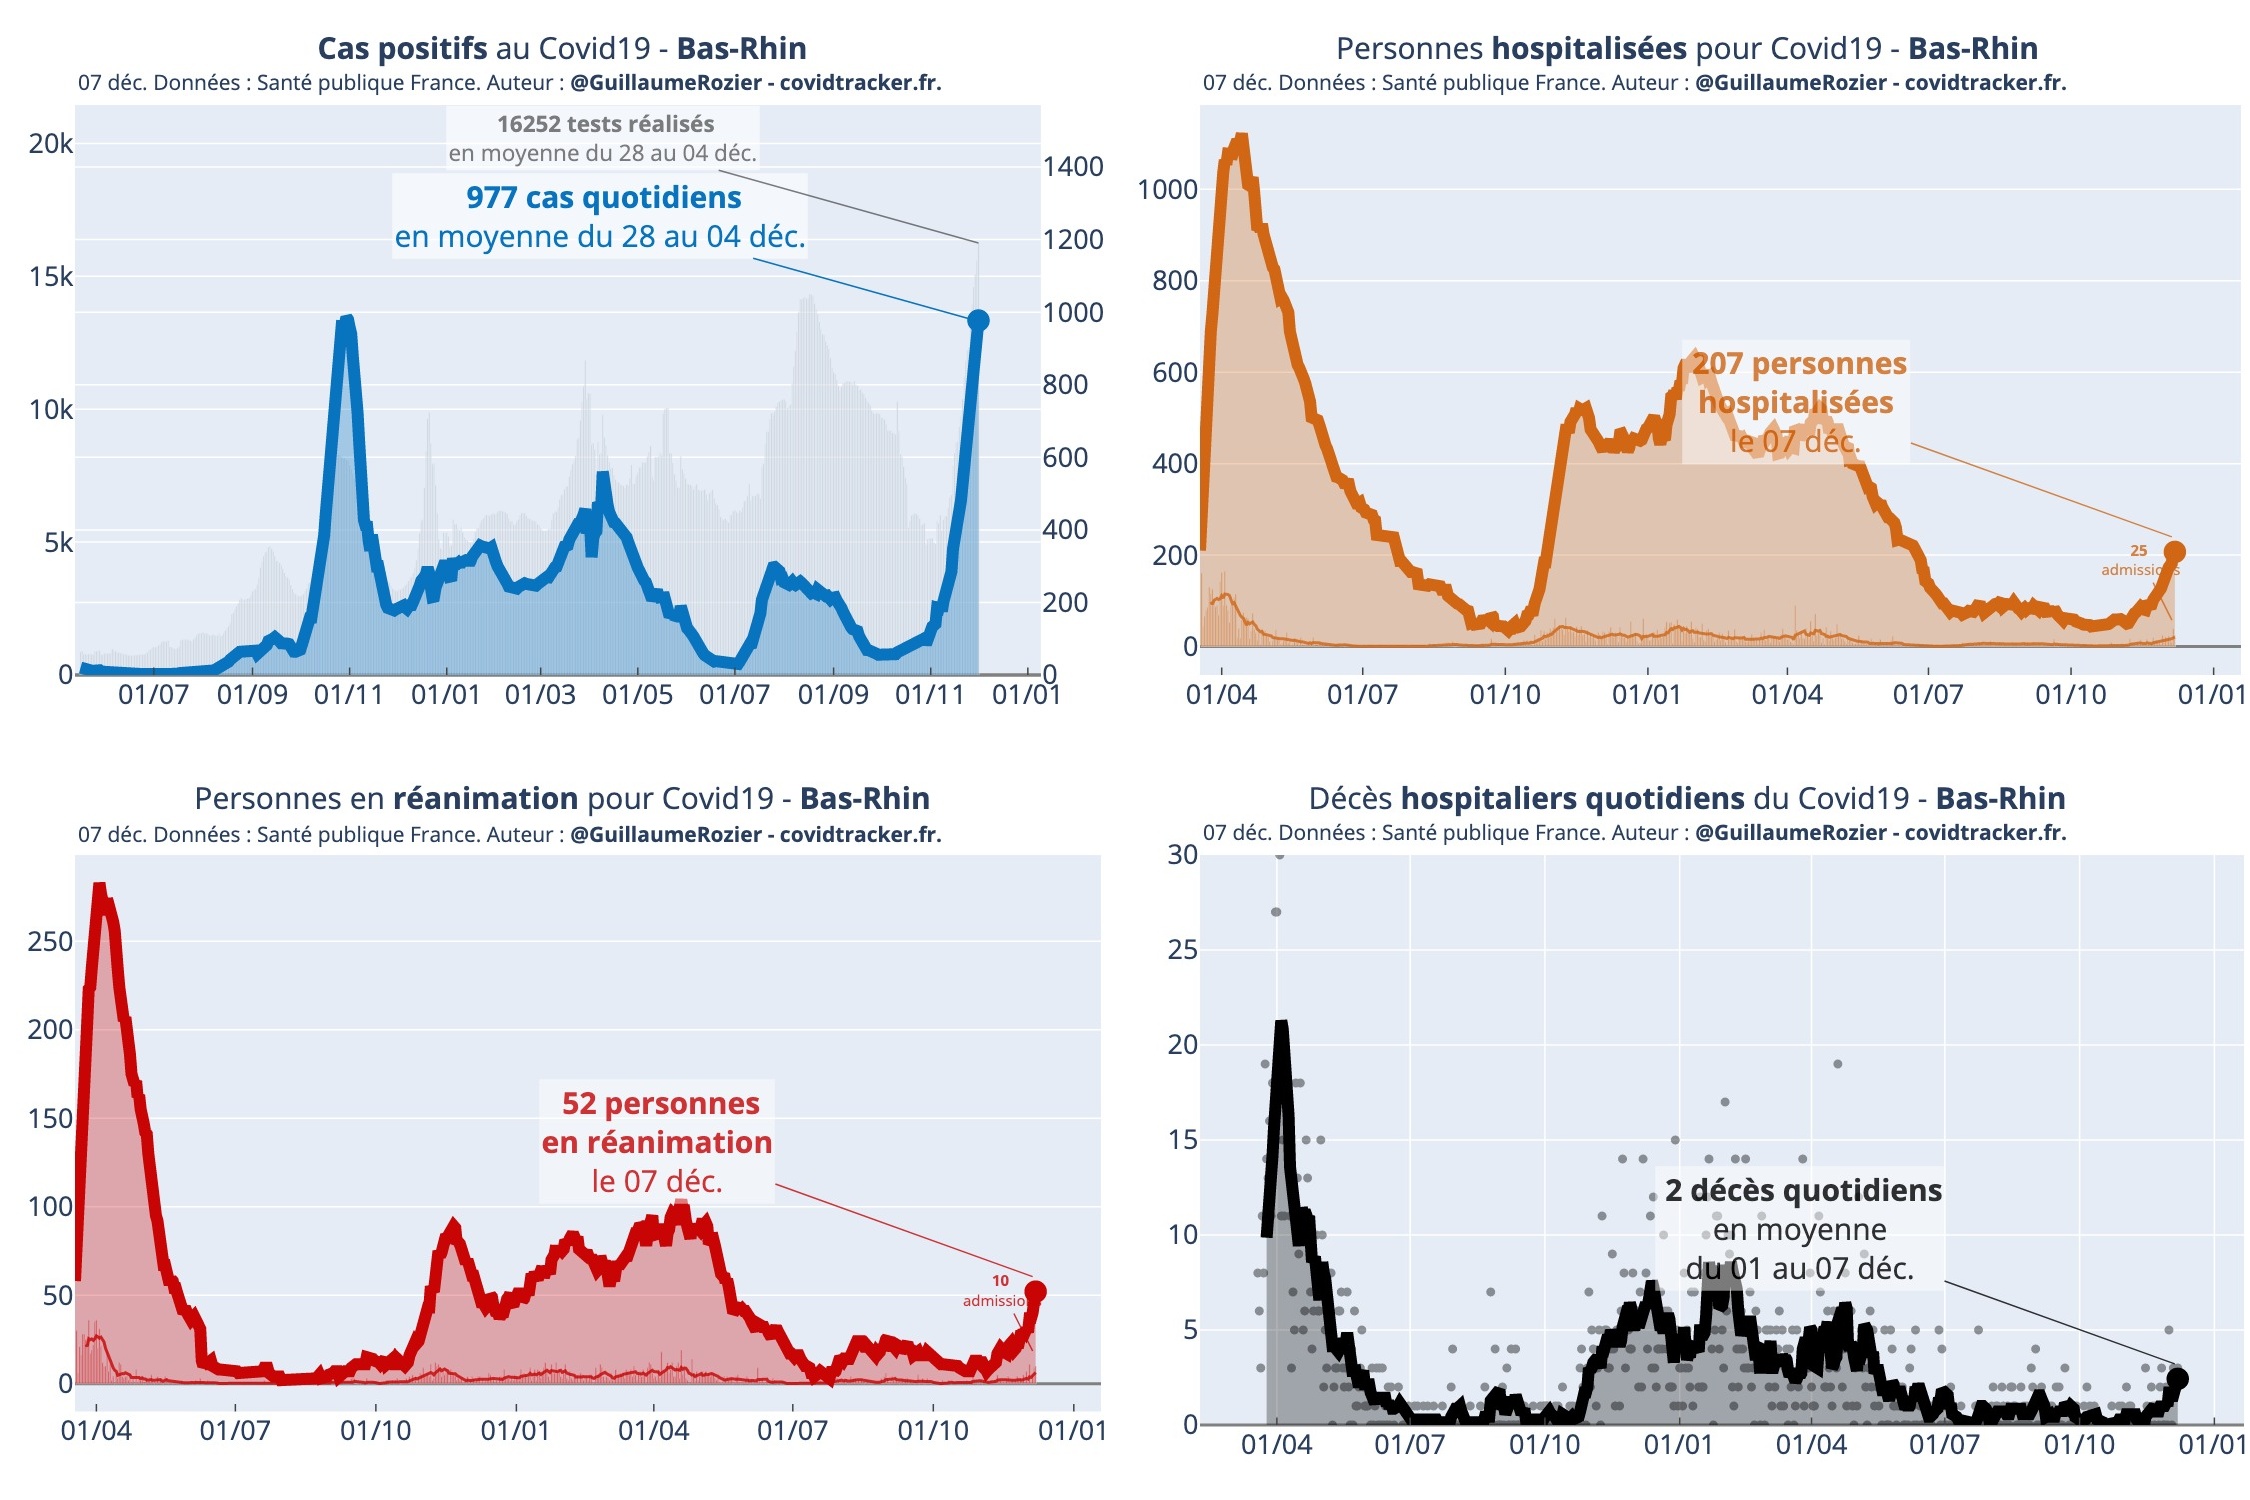 Cas positifs au Covid19 - Bas-Rhin
07 déc. Données : Santé publique France. Auteur : @GuillaumeRozier - covidtracker.fr.
16252 tests réalisés
en moyenne du 28 au 04 déc.
977 cas quotidiens
en moyenne du 28 au 04 déc.
20k
15k
10k
5k
0
1400
1200
1000
800
600
400
200
0
01/07 01/09 01/11 01/01 01/03 01/05 01/07 01/09 01/11 01/01
Personnes hospitalisées pour Covid19 - Bas-Rhin
07 déc. Données : Santé publique France. Auteur : @GuillaumeRozier - covidtracker.fr.
1000
800
600
400
200
0
207 personnes
hospitalisées
le 07 déc.
25
admissions
01/04 01/07 01/10 01/01 01/04 01/07 01/10 01/01
Personnes en réanimation pour Covid19 - Bas-Rhin
07 déc. Données : Santé publique France. Auteur : @GuillaumeRozier - covidtracker.fr.
250
200
150
100
50
0
52 personnes
en réanimation
le 07 déc.
10
admissions
01/04 01/07 01/10 01/01 01/04 01/07 01/10 01/01
Décès hospitaliers quotidiens du Covid19 - Bas-Rhin
07 déc. Données : Santé publique France. Auteur : @GuillaumeRozier - covidtracker.fr.
30
25
20
15
10
5
0
2 décès quotidiens
en moyenne
du 01 au 07 déc.
01/04 01/07 01/10 01/01 01/04 01/07 01/10 01/01